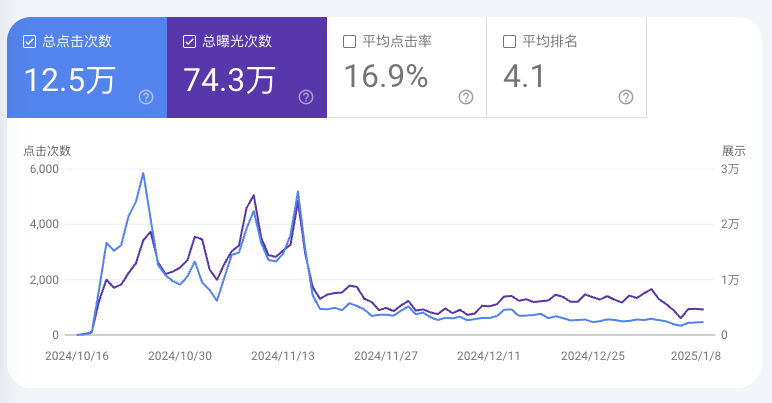 总点击次数
12.5万
总曝光次数
74.3万
平均点击率
16.9%
平均排名
4.1
点击次数
展示
6,000
3万
4,000
2万
2,000
1万
0
0
2024/10/16
2024/10/30
2024/11/13
2024/11/27
2024/12/11
2024/12/25
2025/1/8